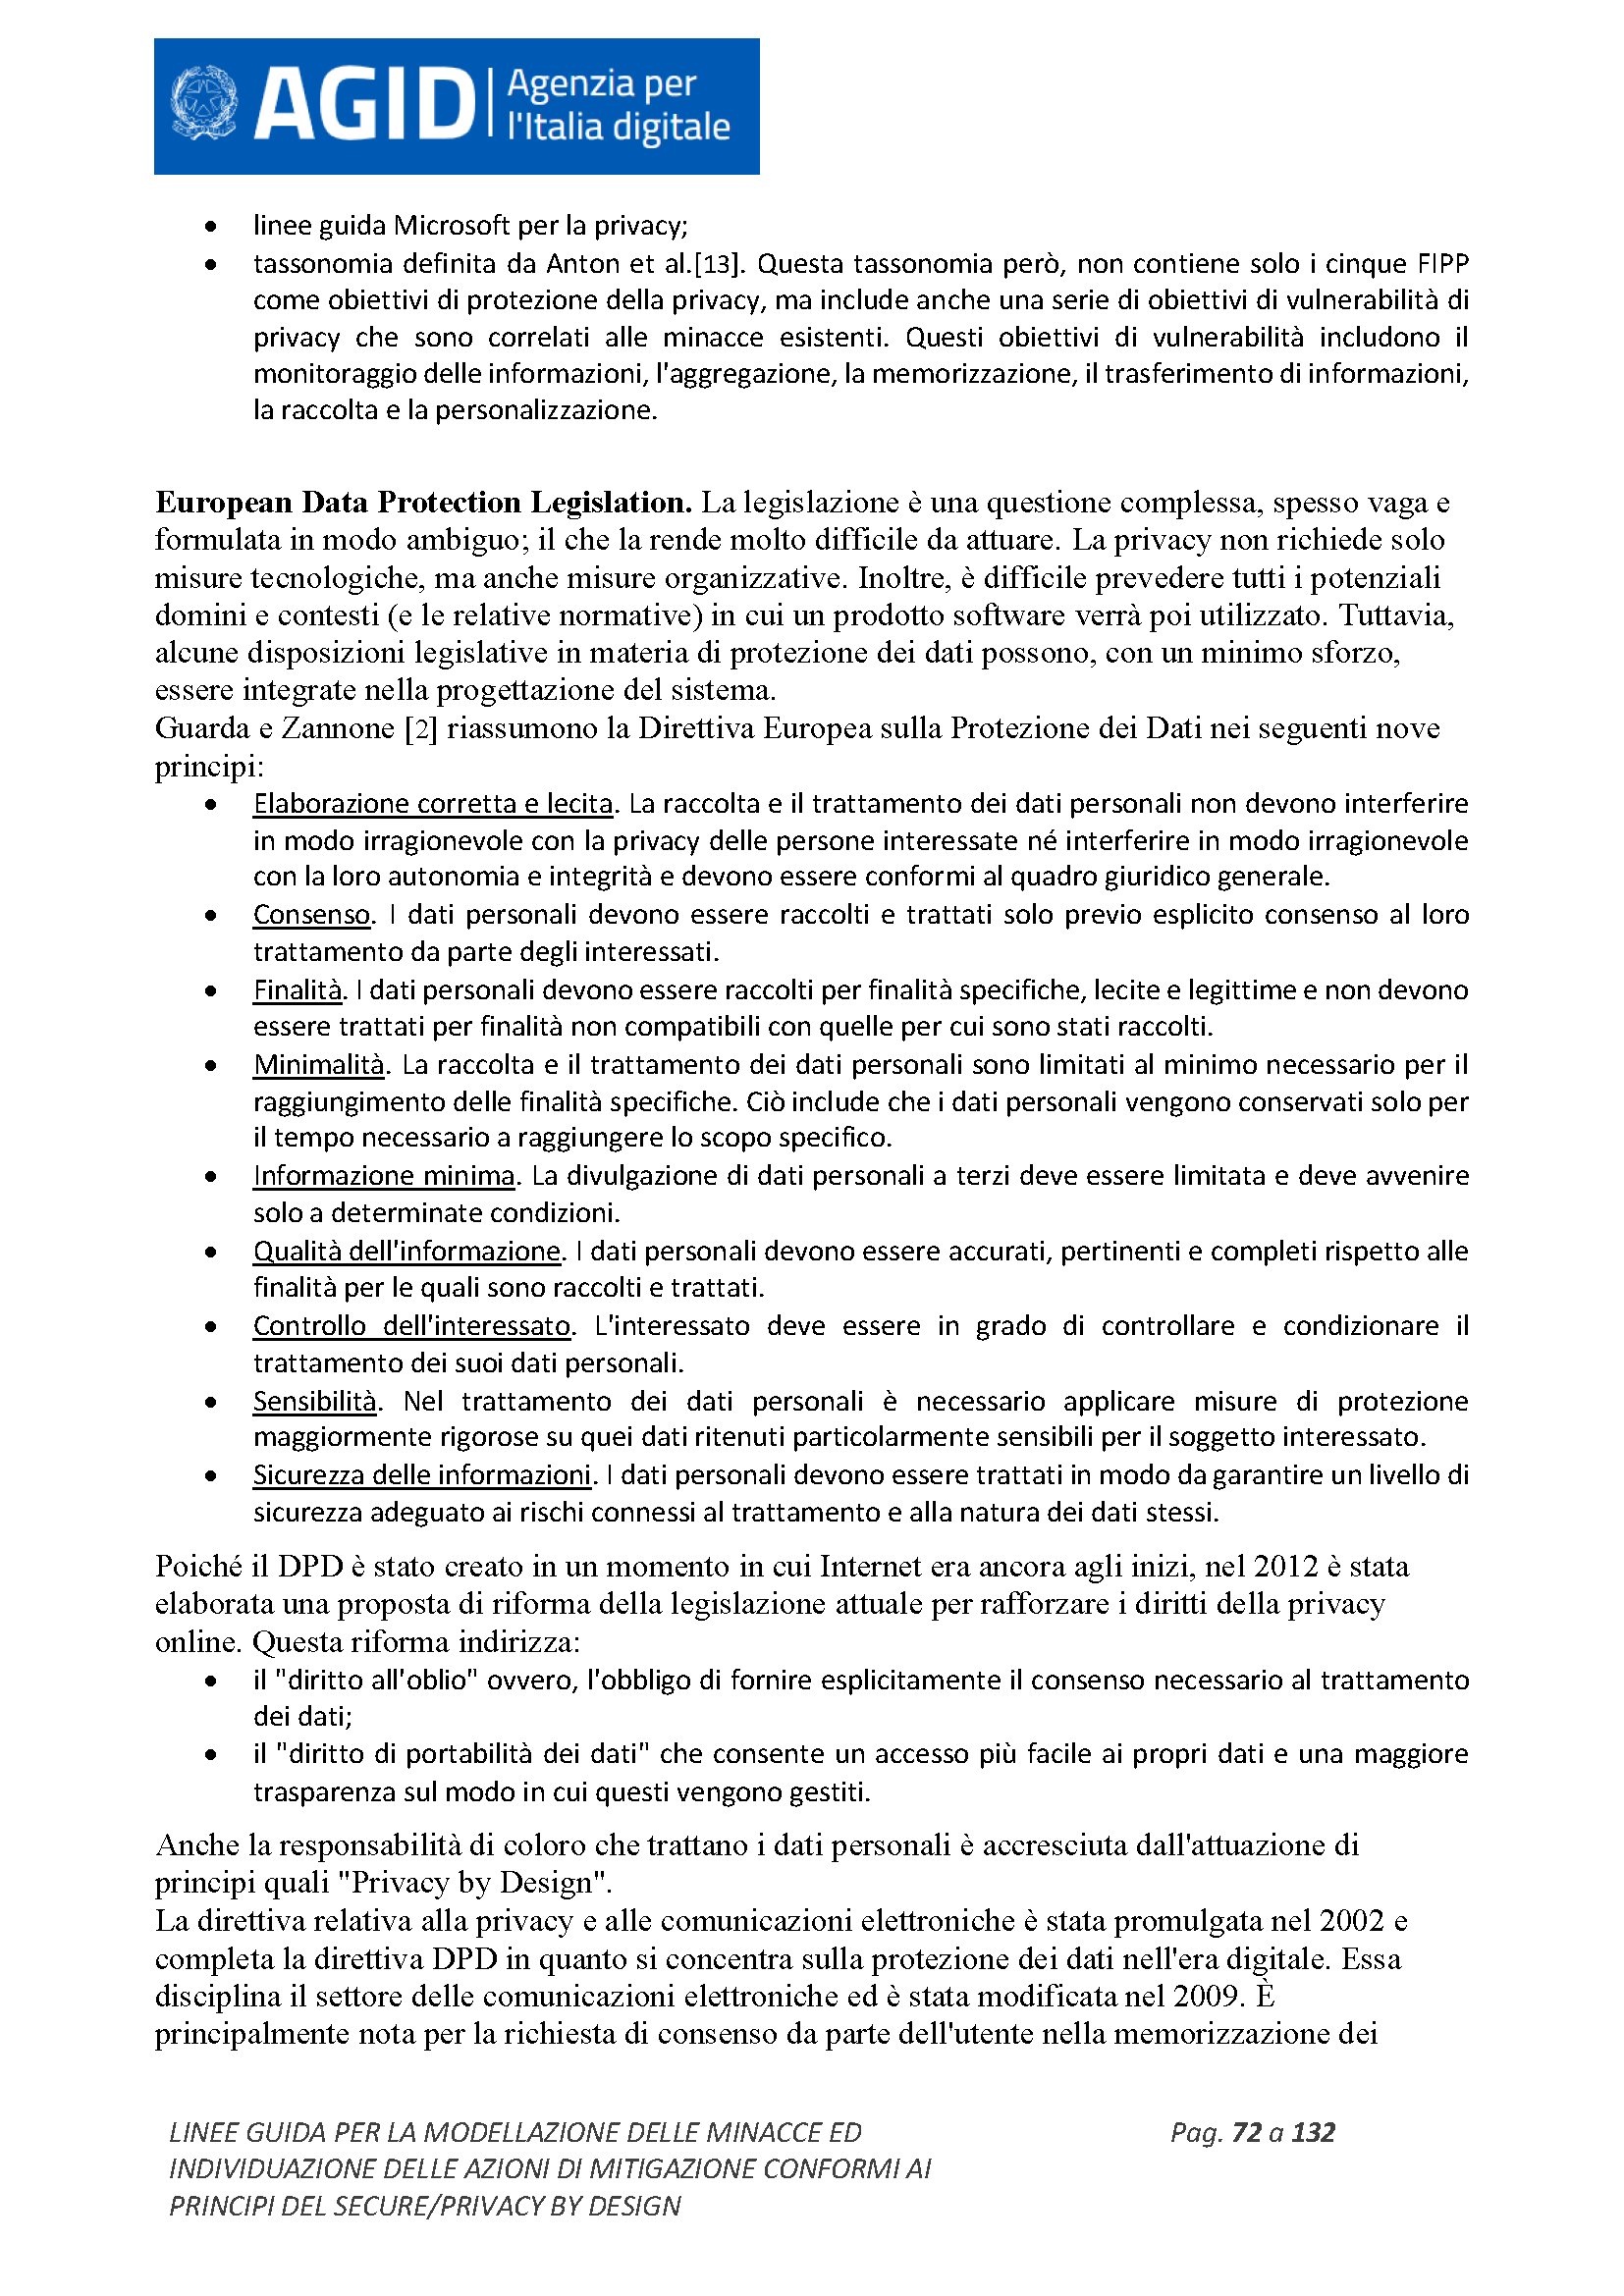 AGID Agenzia per
l'Italia digitale
• linee guida Microsoft per la privacy;
• tassonomia definita da Anton et al.[13]. Questa tassonomia però, non contiene solo i cinque FIPP
come obiettivi di protezione della privacy, ma include anche una serie di obiettivi di vulnerabilità di
privacy che sono correlati alle minacce esistenti. Questi obiettivi di vulnerabilità includono il
monitoraggio delle informazioni, l'aggregazione, la memorizzazione, il trasferimento di informazioni,
la raccolta e la personalizzazione.
European Data Protection Legislation. La legislazione è una questione complessa, spesso vaga e
formulata in modo ambiguo; il che la rende molto difficile da attuare. La privacy non richiede solo
misure tecnologiche, ma anche misure organizzative. Inoltre, è difficile prevedere tutti i potenziali
domini e contesti (e le relative normative) in cui un prodotto software verrà poi utilizzato. Tuttavia,
alcune disposizioni legislative in materia di protezione dei dati possono, con un minimo sforzo,
essere integrate nella progettazione del sistema.
Guarda e Zannone [2] riassumono la Direttiva Europea sulla Protezione dei Dati nei seguenti nove
principi:
• Elaborazione corretta e lecita. La raccolta e il trattamento dei dati personali non devono interferire
in modo irragionevole con la privacy delle persone interessate né interferire in modo irragionevole
con la loro autonomia e integrità e devono essere conformi al quadro giuridico generale.
• Consenso. I dati personali devono essere raccolti e trattati solo previo esplicito consenso al loro
trattamento da parte degli interessati.
• Finalità. I dati personali devono essere raccolti per finalità specifiche, lecite e legittime e non devono
essere trattati per finalità non compatibili con quelle per cui sono stati raccolti.
• Minimalità. La raccolta e il trattamento dei dati personali sono limitati al minimo necessario per il
raggiungimento delle finalità specifiche. Ciò include che i dati personali vengono conservati solo per
il tempo necessario a raggiungere lo scopo specifico.
• Informazione minima. La divulgazione di dati personali a terzi deve essere limitata e deve avvenire
solo a determinate condizioni.
• Qualità dell'informazione. I dati personali devono essere accurati, pertinenti e completi rispetto alle
finalità per le quali sono raccolti e trattati.
• Controllo dell'interessato. L'interessato deve essere in grado di controllare e condizionare il
trattamento dei suoi dati personali.
• Sensibilità. Nel trattamento dei dati personali è necessario applicare misure di protezione
maggiormente rigorose su quei dati ritenuti particolarmente sensibili per il soggetto interessato.
• Sicurezza delle informazioni. I dati personali devono essere trattati in modo da garantire un livello di
sicurezza adeguato ai rischi connessi al trattamento e alla natura dei dati stessi.
Poiché il DPD è stato creato in un momento in cui Internet era ancora agli inizi, nel 2012 è stata
elaborata una proposta di riforma della legislazione attuale per rafforzare i diritti della privacy
online. Questa riforma indirizza:
• il "diritto all'oblio" ovvero, l'obbligo di fornire esplicitamente il consenso necessario al trattamento
dei dati;
• il "diritto di portabilità dei dati" che consente un accesso più facile ai propri dati e una maggiore
trasparenza sul modo in cui questi vengono gestiti.
Anche la responsabilità di coloro che trattano i dati personali è accresciuta dall'attuazione di
principi quali "Privacy by Design".
La direttiva relativa alla privacy e alle comunicazioni elettroniche è stata promulgata nel 2002 e
completa la direttiva DPD in quanto si concentra sulla protezione dei dati nell'era digitale. Essa
disciplina il settore delle comunicazioni elettroniche ed è stata modificata nel 2009. È
principalmente nota per la richiesta di consenso da parte dell'utente nella memorizzazione dei
LINEE GUIDA PER LA MODELLAZIONE DELLE MINACCE ED Pag. 72 a 132
INDIVIDUAZIONE DELLE AZIONI DI MITIGAZIONE CONFORMI AI
PRINCIPI DEL SECURE/PRIVACY BY DESIGN